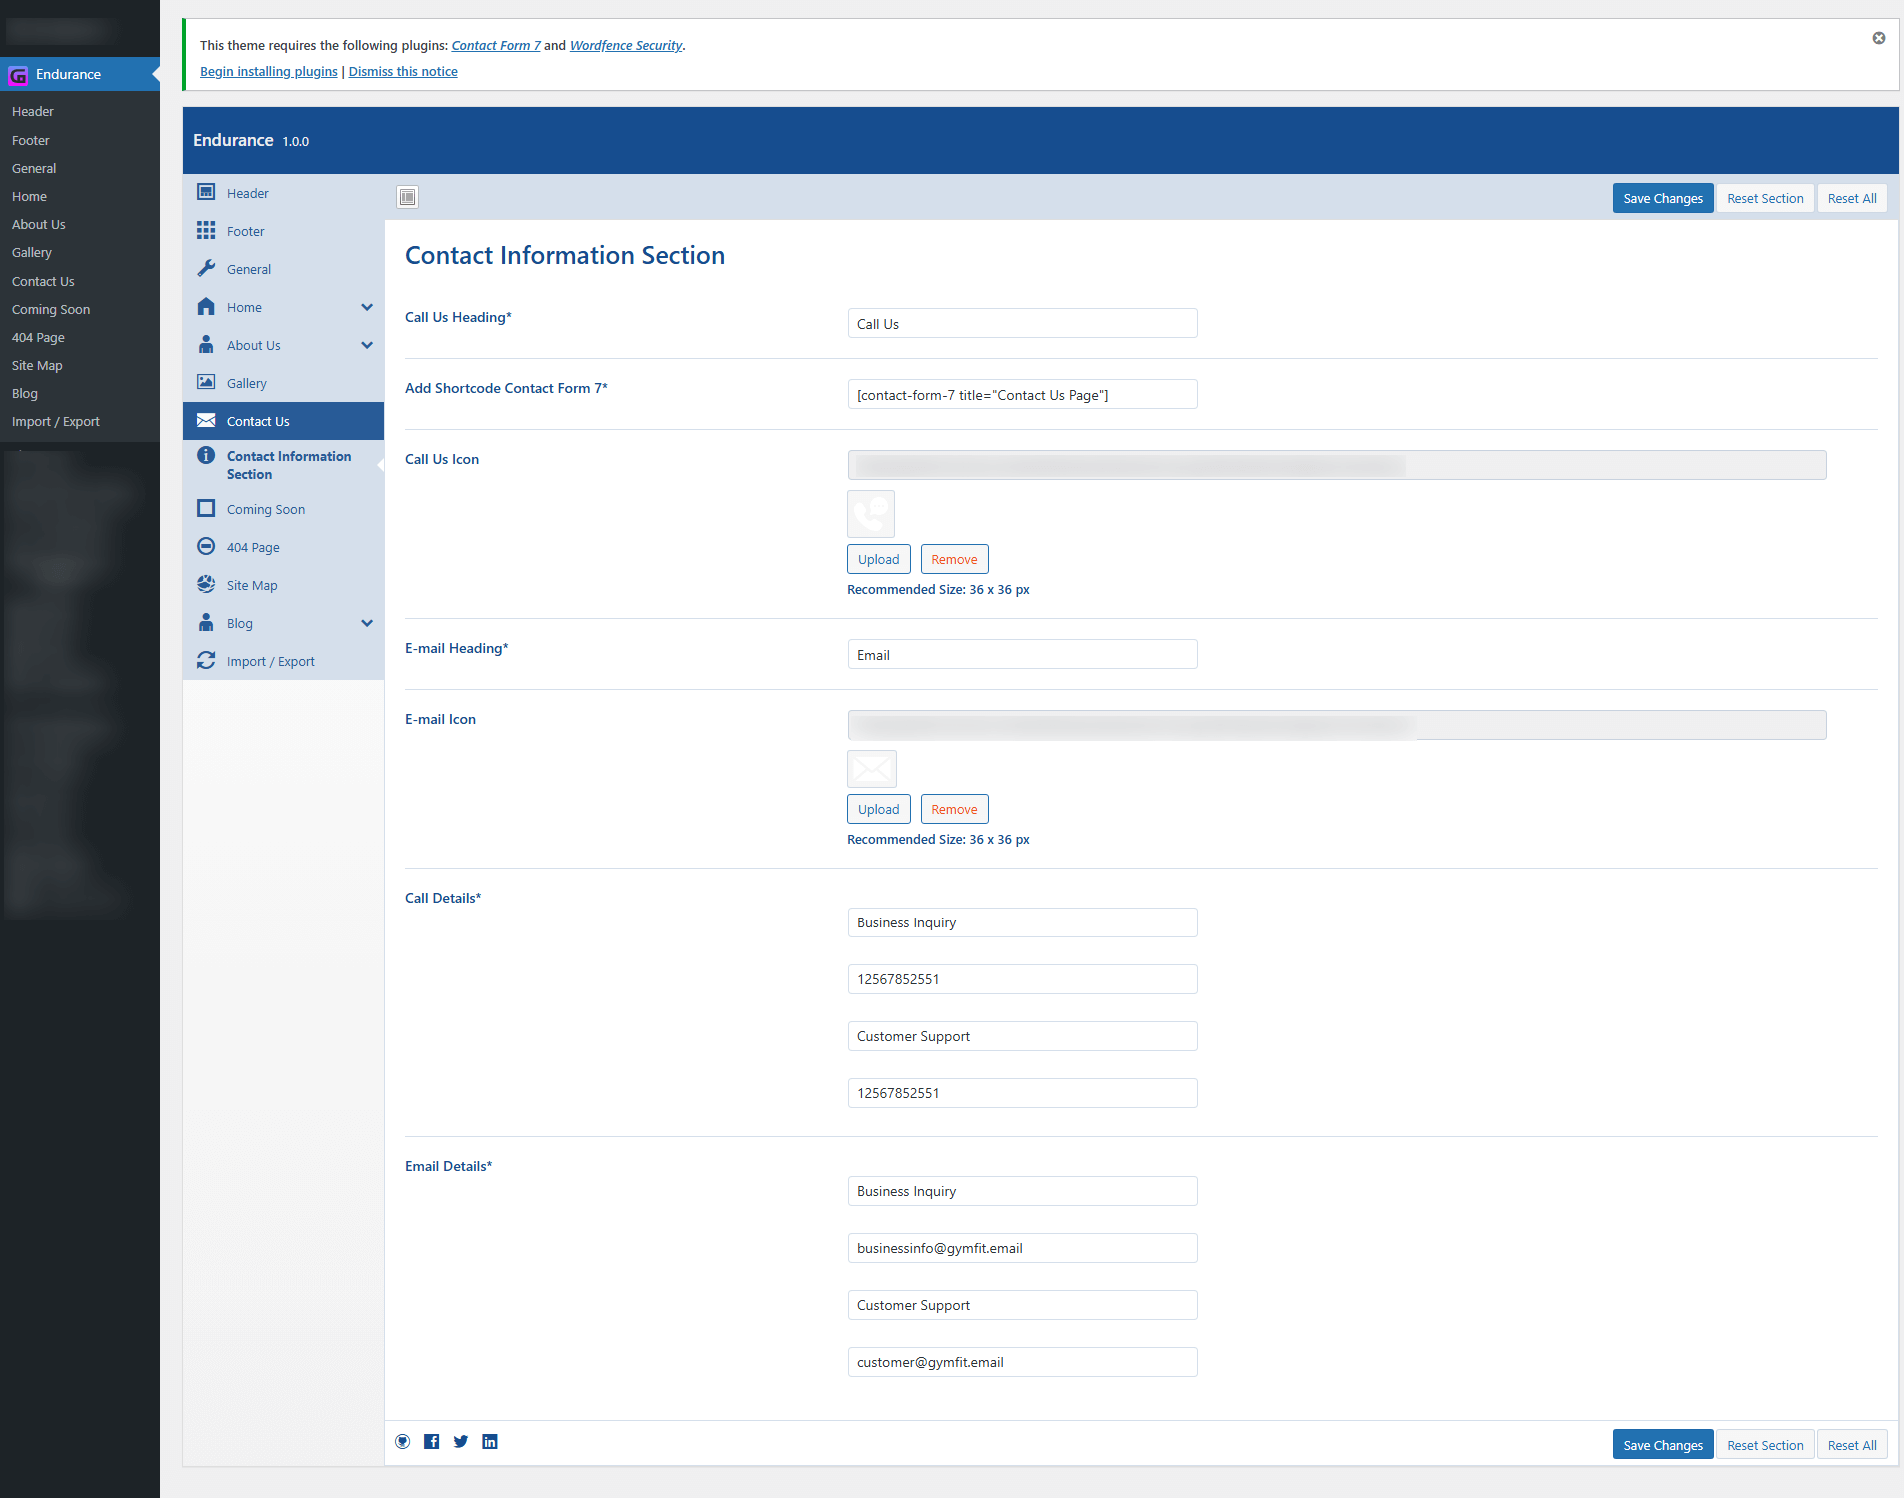 This theme requires the following plugins: Contact Form 7 and Wordfence Security.
Begin installing plugins | Dismiss this notice
Endurance
Header
Footer
General
Home
About Us
Gallery
Contact Us
Coming Soon
404 Page
Site Map
Blog
Import / Export
Endurance 1.0.0
Header
Footer
General
Home
About Us
Gallery
Contact Us
Contact Information
Section
Coming Soon
404 Page
Site Map
Blog
Import / Export
Save Changes
Reset Section
Reset All
Contact Information Section
Call Us Heading*
Call Us
Add Shortcode Contact Form 7*
[contact-form-7 title="Contact Us Page"]
Call Us Icon
Upload
Remove
Recommended Size: 36 x 36 px
E-mail Heading*
Email
E-mail Icon
Upload
Remove
Recommended Size: 36 x 36 px
Call Details*
Business Inquiry
12567852551
Customer Support
12567852551
Email Details*
Business Inquiry
businessinfo@gymfit.email
Customer Support
customer@gymfit.email
Save Changes
Reset Section
Reset All